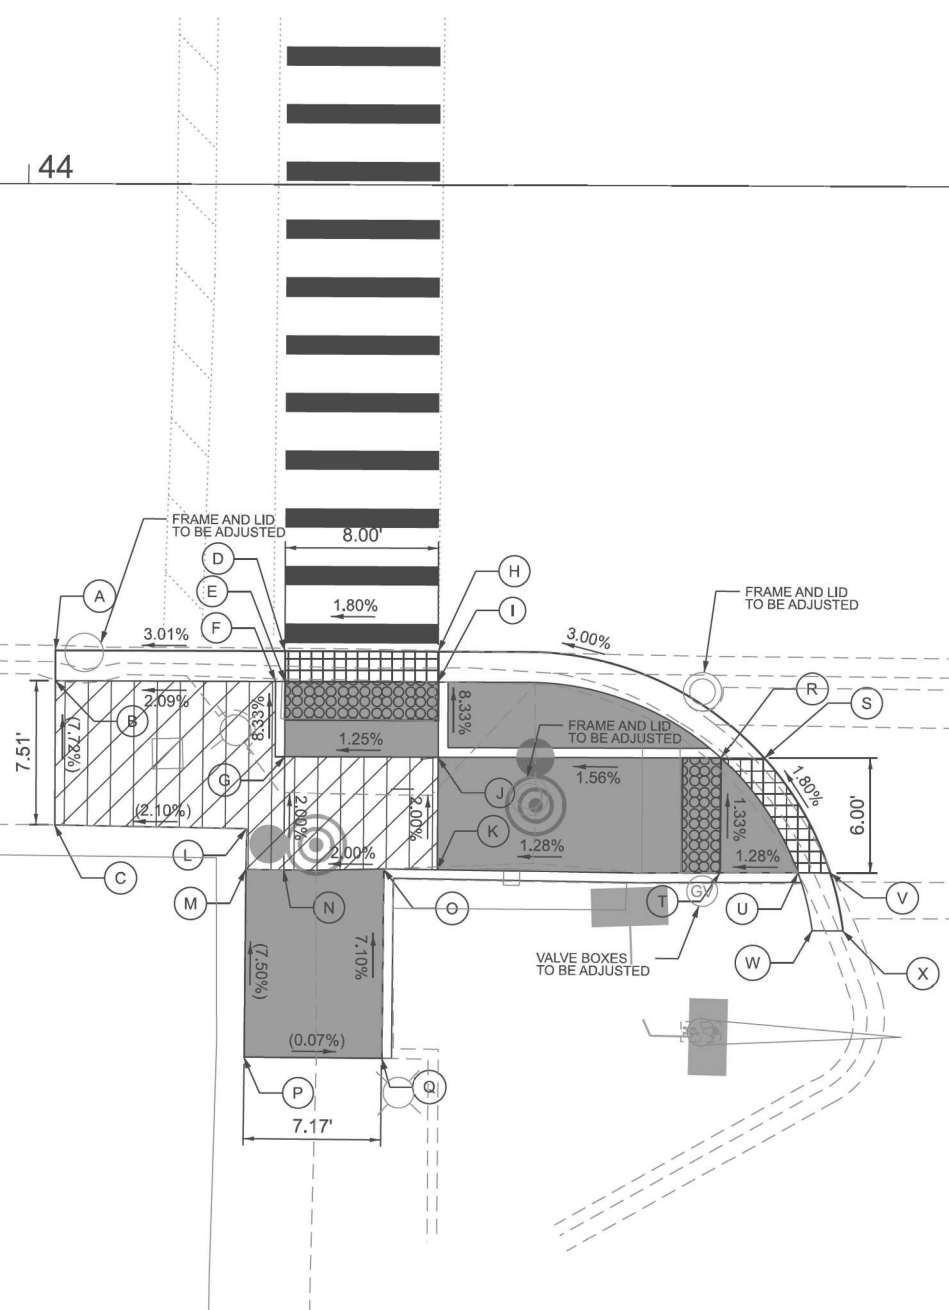 44
FRAME AND LID
TO BE ADJUSTED
8.00'
D
E
F
H
I
A
1.80%
3.01%
3.00%
FRAME AND LID
TO BE ADJUSTED
R
S
B
2.09%
(7.72%)
7.51'
8.33%
8.33%
FRAME AND LID
TO BE ADJUSTED
1.25%
G
J
1.56%
1.80%
6.00'
(2.10%)
2.00%
2.00%
K
1.33%
L
2.00%
1.28%
1.28%
C
M
N
O
T
GV
U
V
(7.50%)
7.10%
VALVE BOXES
TO BE ADJUSTED
W
X
(0.07%)
P
Q
7.17'